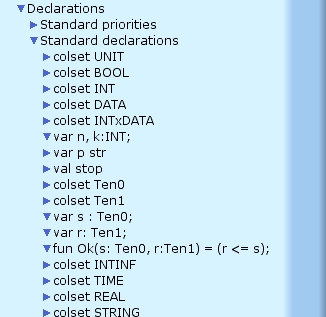 Declarations
Standard priorities
Standard declarations
colset UNIT
colset BOOL
colset INT
colset DATA
colset INTxDATA
var n, k:INT;
var p str
val stop
colset Ten0
colset Ten1
var s : Ten0;
var r: Ten1;
fun Ok(s: Ten0, r:Ten1) = (r <= s);
colset INTINF
colset TIME
colset REAL
colset STRING